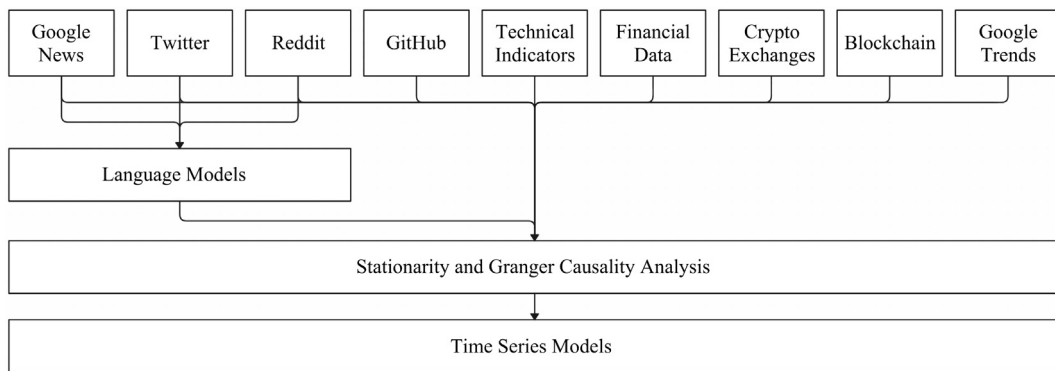 Google
News
Twitter
Reddit
GitHub
Technical
Indicators
Financial
Data
Crypto
Exchanges
Blockchain
Google
Trends
Language Models
Stationarity and Granger Causality Analysis
Time Series Models